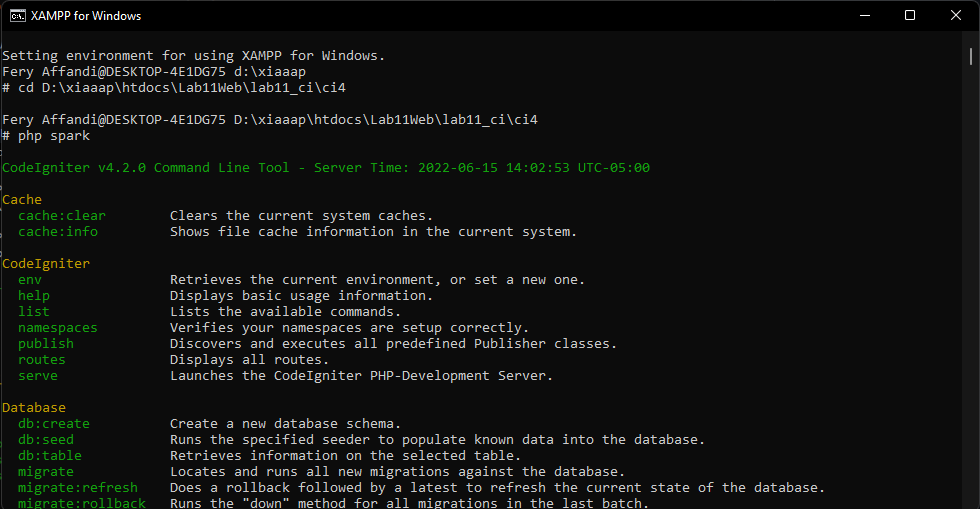 XAMPP for Windows
Setting environment for using XAMPP for Windows.
Fery Affandi@DESKTOP-4E1DG75 d:\xiaaap
# cd D:\xiaaap\htdocs\Lab11Web\lab11_ci\ci4
Fery Affandi@DESKTOP-4E1DG75 D:\xiaaap\htdocs\Lab11Web\lab11_ci\ci4
# php spark
CodeIgniter v4.2.0 Command Line Tool - Server Time: 2022-06-15 14:02:53 UTC-05:00
Cache
cache:clear Clears the current system caches.
cache:info Shows file cache information in the current system.
CodeIgniter
env Retrieves the current environment, or set a new one.
help Displays basic usage information.
list Lists the available commands.
namespaces Verifies your namespaces are setup correctly.
publish Discovers and executes all predefined Publisher classes.
routes Displays all routes.
serve Launches the CodeIgniter PHP-Development Server.
Database
db:create Create a new database schema.
db:seed Runs the specified seeder to populate known data into the database.
db:table Retrieves information on the selected table.
migrate Locates and runs all new migrations against the database.
migrate:refresh Does a rollback followed by a latest to refresh the current state of the database.
migrate:rollback Runs the "down" method for all migrations in the last batch.